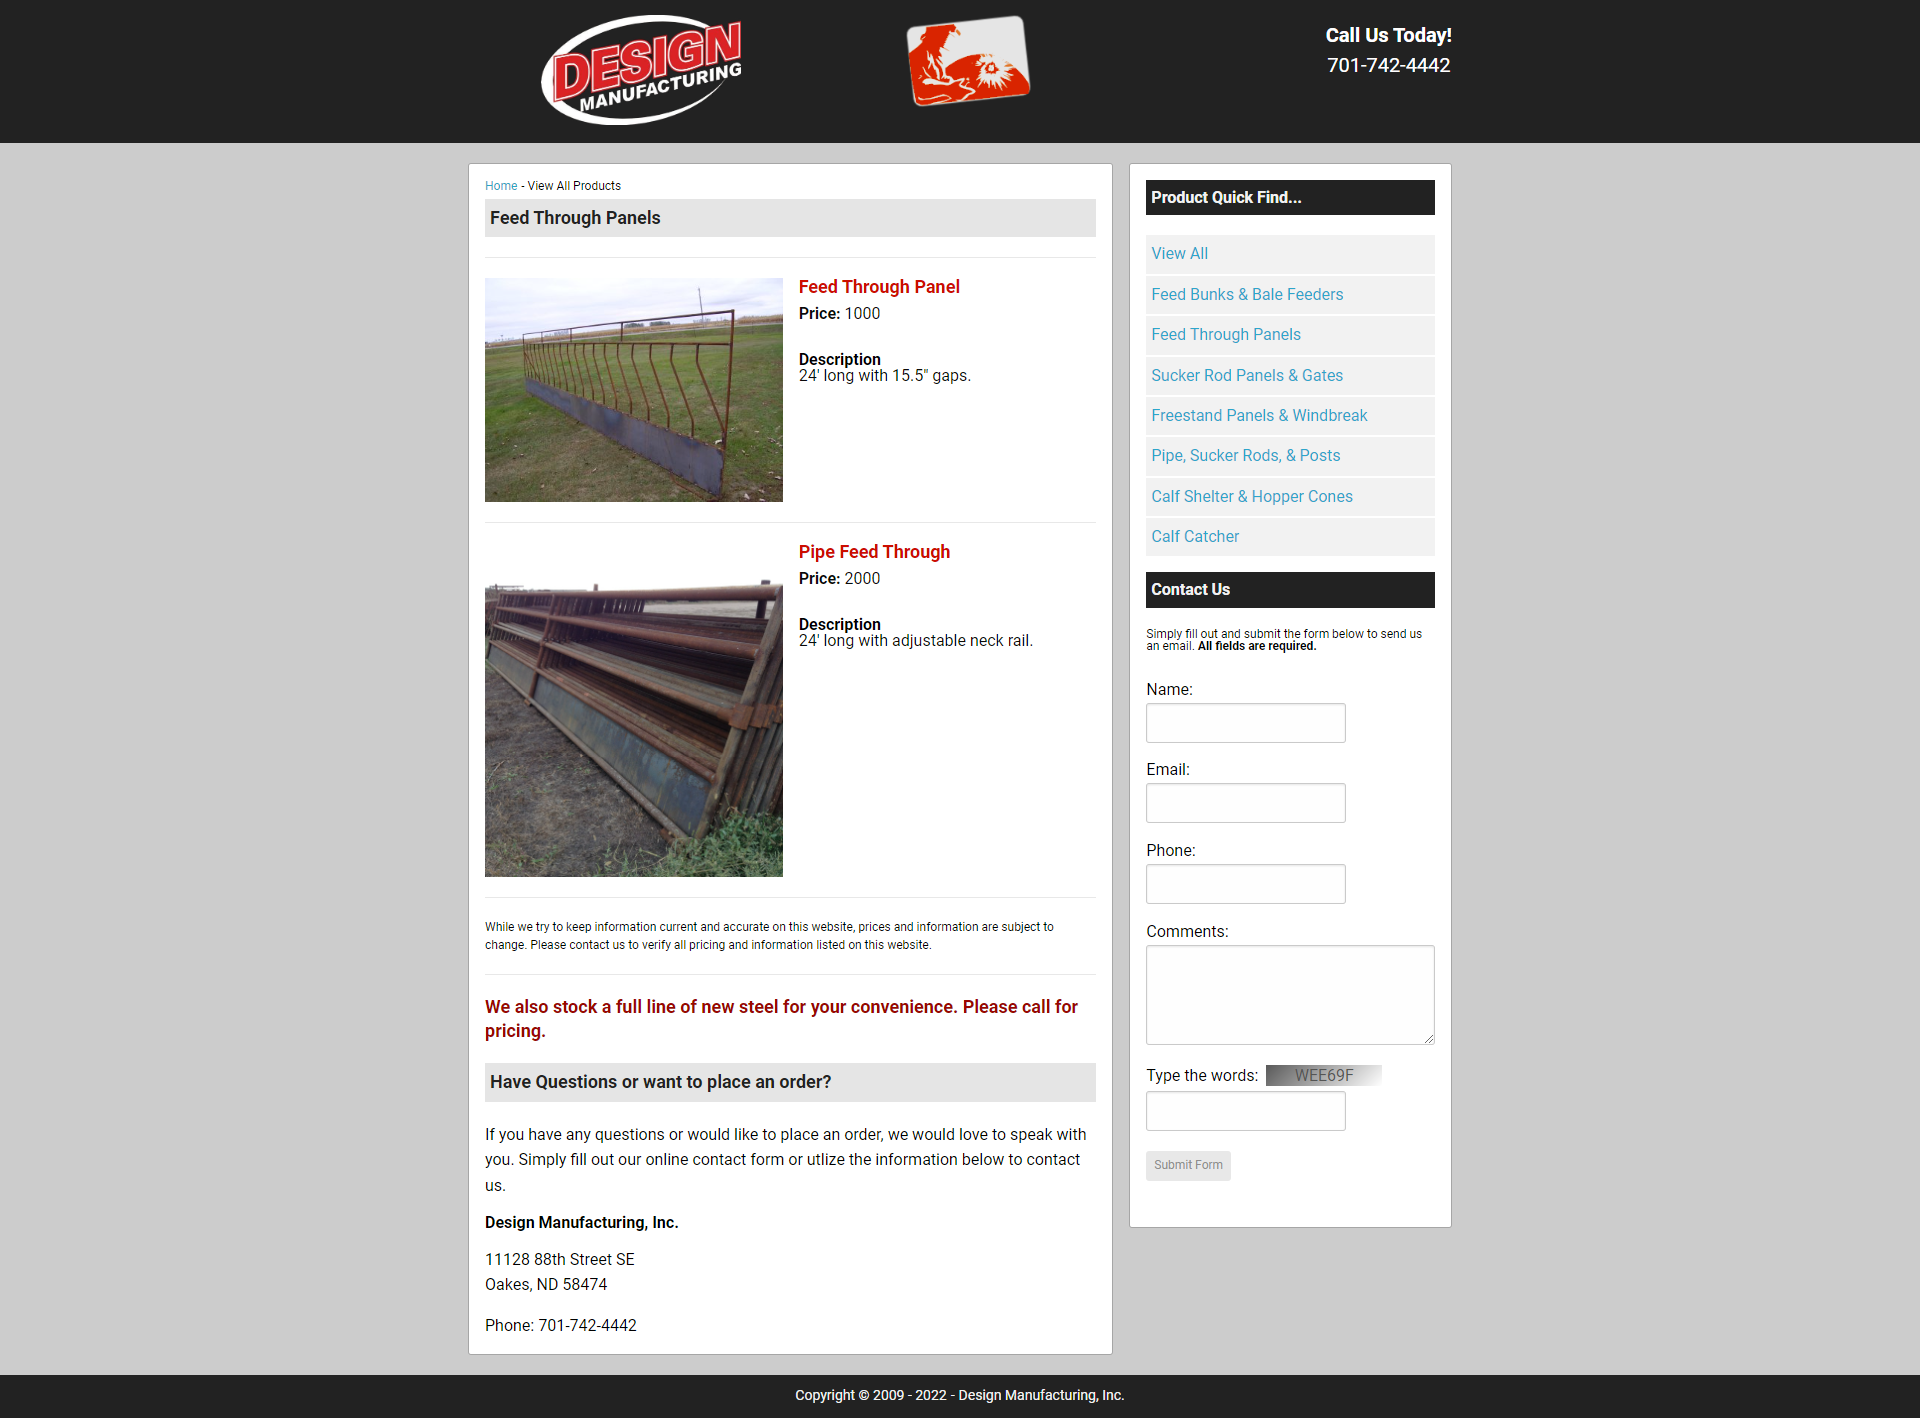 DESIGN
MANUFACTURING
Call Us Today!
701-742-4442
Home - View All Products
Feed Through Panels
Feed Through Panel
Price: 1000
Description
24' long with 15.5" gaps.
Pipe Feed Through
Price: 2000
Description
24' long with adjustable neck rail.
While we try to keep information current and accurate on this website, prices and information are subject to
change. Please contact us to verify all pricing and information listed on this website.
We also stock a full line of new steel for your convenience. Please call for
pricing.
Have Questions or want to place an order?
If you have any questions or would like to place an order, we would love to speak with
you. Simply fill out our online contact form or utlize the information below to contact
us.
Design Manufacturing, Inc.
11128 88th Street SE
Oakes, ND 58474
Phone: 701-742-4442
Product Quick Find...
View All
Feed Bunks & Bale Feeders
Feed Through Panels
Sucker Rod Panels & Gates
Freestand Panels & Windbreak
Pipe, Sucker Rods, & Posts
Calf Shelter & Hopper Cones
Calf Catcher
Contact Us
Simply fill out and submit the form below to send us
an email. All fields are required.
Name:
Email:
Phone:
Comments:
Type the words: WEE69F
Submit Form
Copyright © 2009 - 2022 - Design Manufacturing, Inc.